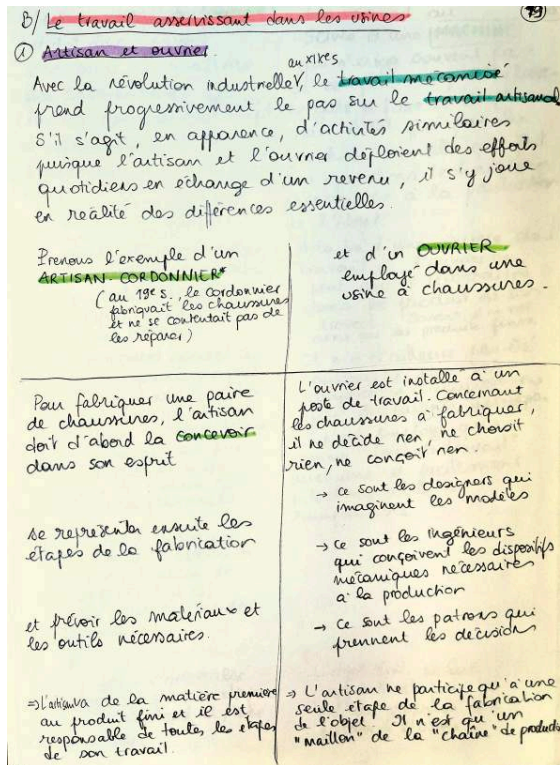 B/ Le travail asservissant dans les usines
79
① Artisan et ouvrier.
au XIXes
Avec la révolution industrielle, le travail mécanisé
prend progressivement le pas sur le travail artisanal
S'il s'agit, en apparence, d'activités similaires
puisque l'artisan et l'ouvrier déploient des efforts
quotidiens en échange d'un revenu, il s'y joue
en réalité des différences essentielles.
Prenons l'exemple d'un
ARTISAN-CORDONNIER*
(au 19es, le cordonnier
fabriquait les chaussures
et ne se contentait pas de
les réparer)
et d'un OUVRIER
employé dans une
usine à chaussures.
Pour fabriquer une paire
de chaussures, l'artisan
doit d'abord la concevoir
dans son esprit
se représenter ensuite les
étapes de la fabrication
et prévoir les matériaux et
les outils nécessaires.
⇒ L'artisan va de la matière première
au produit fini et il est
responsable de toutes les étapes
de son travail.
L'ouvrier est installé à un
poste de travail. Concernant
les chaussures à fabriquer,
il ne décide rien, ne choisit
rien, ne conçoit rien.
→ ce sont les designers qui
imaginent les modèles
→ ce sont les ingénieurs
qui conçoivent les dispositifs
mécaniques nécessaires
à la production
→ ce sont les patrons qui
prennent les décisions
⇒ L'artisan ne participe qu'à une
seule étape de la fabrication
de l'objet. Il n'est qu'un
"maillon" de la "chaîne" de